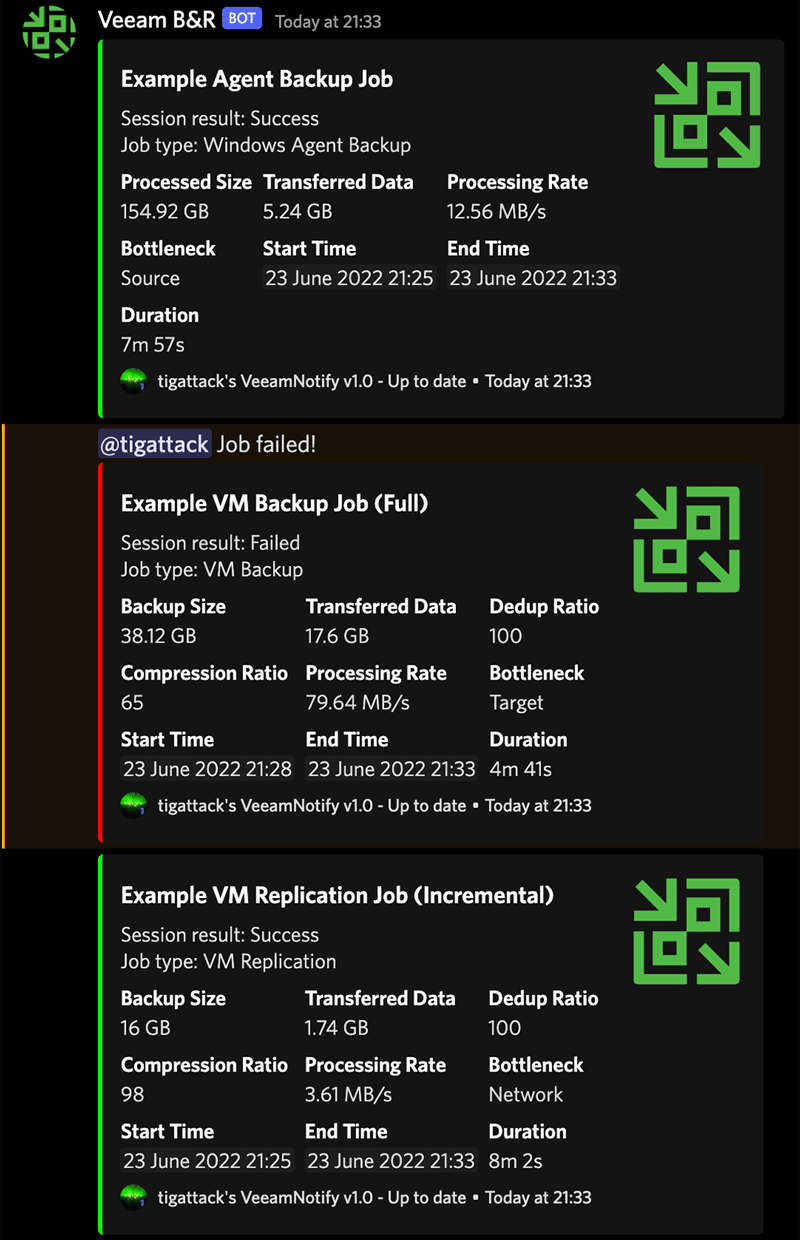 Veeam B&R BOT Today at 21:33
Example Agent Backup Job
Session result: Success
Job type: Windows Agent Backup
Processed Size Transferred Data Processing Rate
154.92 GB 5.24 GB 12.56 MB/s
Bottleneck Start Time End Time
Source 23 June 2022 21:25 23 June 2022 21:33
Duration
7m 57s
tigattack's VeeamNotify v1.0 - Up to date • Today at 21:33
@tigattack Job failed!
Example VM Backup Job (Full)
Session result: Failed
Job type: VM Backup
Backup Size Transferred Data Dedup Ratio
38.12 GB 17.6 GB 100
Compression Ratio Processing Rate Bottleneck
65 79.64 MB/s Target
Start Time End Time Duration
23 June 2022 21:28 23 June 2022 21:33 4m 41s
tigattack's VeeamNotify v1.0 - Up to date • Today at 21:33
Example VM Replication Job (Incremental)
Session result: Success
Job type: VM Replication
Backup Size Transferred Data Dedup Ratio
16 GB 1.74 GB 100
Compression Ratio Processing Rate Bottleneck
98 3.61 MB/s Network
Start Time End Time Duration
23 June 2022 21:25 23 June 2022 21:33 8m 2s
tigattack's VeeamNotify v1.0 - Up to date • Today at 21:33